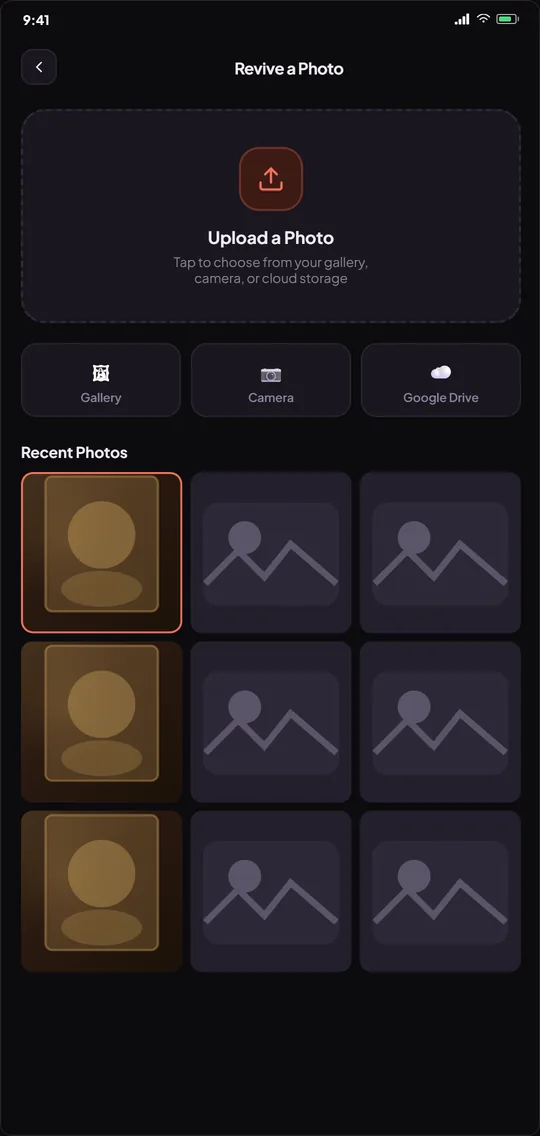 9:41
Revive a Photo
Upload a Photo
Tap to choose from your gallery,
camera, or cloud storage
Gallery
Camera
Google Drive
Recent Photos